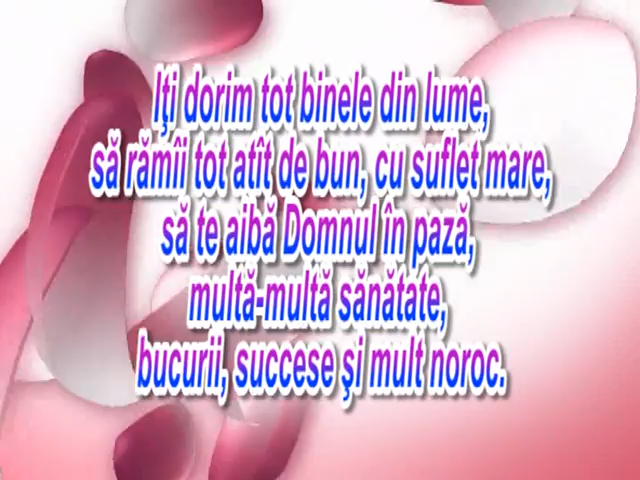 Iţi dorim tot binele din lume,
să rămîi tot atît de bun, cu suflet mare,
să te aibă Domnul în pază,
multă-multă sănătate,
bucurii, succese şi mult noroc.